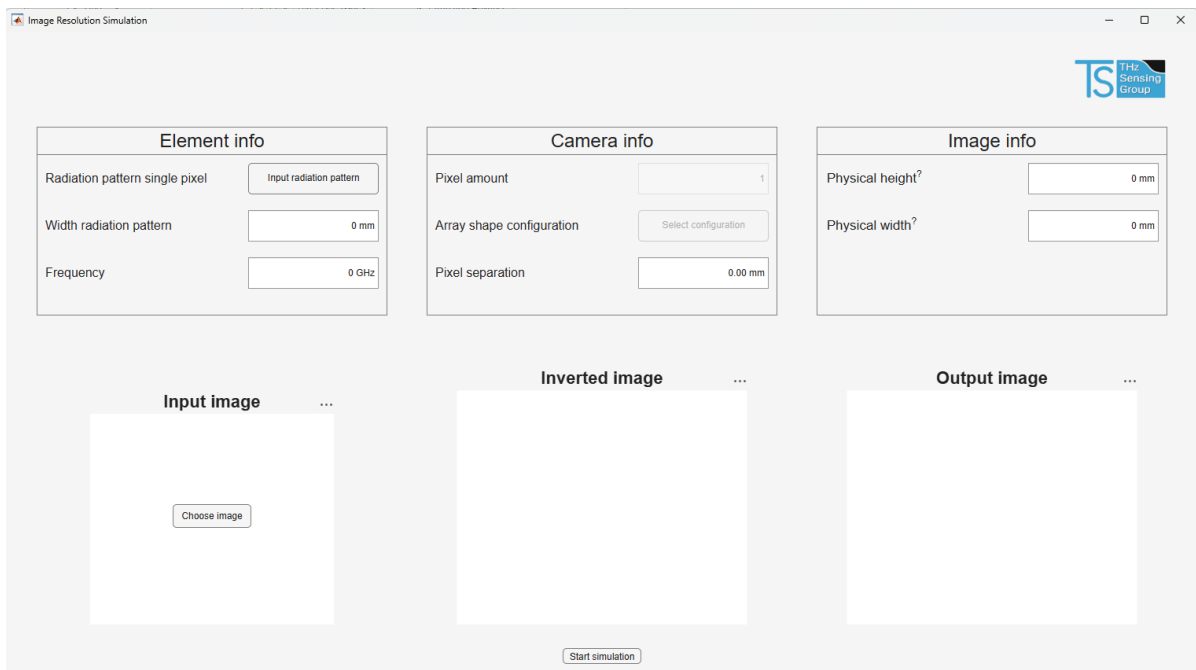 Image Resolution Simulation
TS THz
Sensing
Group
Element info
Radiation pattern single pixel Input radiation pattern
Width radiation pattern 0 mm
Frequency 0 GHz
Camera info
Pixel amount 1
Array shape configuration Select configuration
Pixel separation 0.00 mm
Image info
Physical height? 0 mm
Physical width? 0 mm
Input image ...
Choose image
Inverted image ...
Output image ...
Start simulation